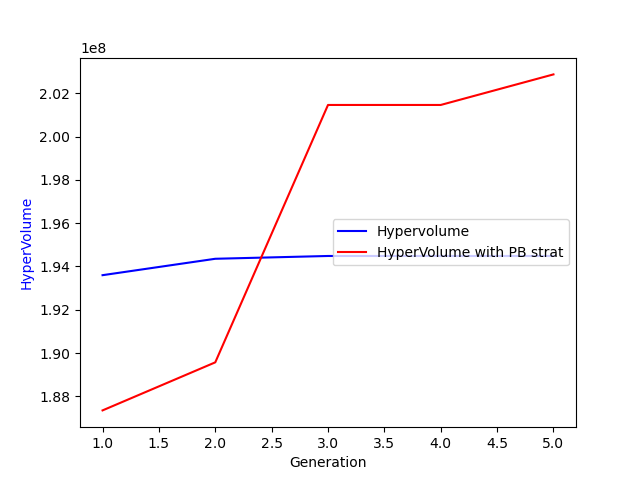 1e8
2.02
2.00
1.98
1.96
1.94
1.92
1.90
1.88
HyperVolume
Hypervolume
HyperVolume with PB strat
1.0 1.5 2.0 2.5 3.0 3.5 4.0 4.5 5.0
Generation